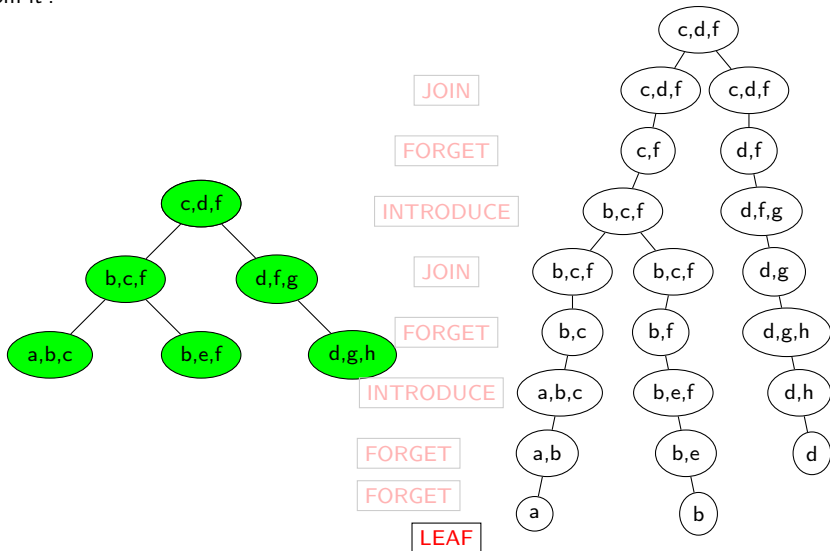 om it :
c,d,f
JOIN
c,d,f
c,d,f
FORGET
c,f
d,f
c,d,f
INTRODUCE
b,c,f
d,f,g
b,c,f
d,f,g
JOIN
b,c,f
b,c,f
d,g
FORGET
b,c
b,f
d,g,h
a,b,c
b,e,f
d,g,h
INTRODUCE
a,b,c
b,e,f
d,h
FORGET
a,b
b,e
d
FORGET
a
b
LEAF